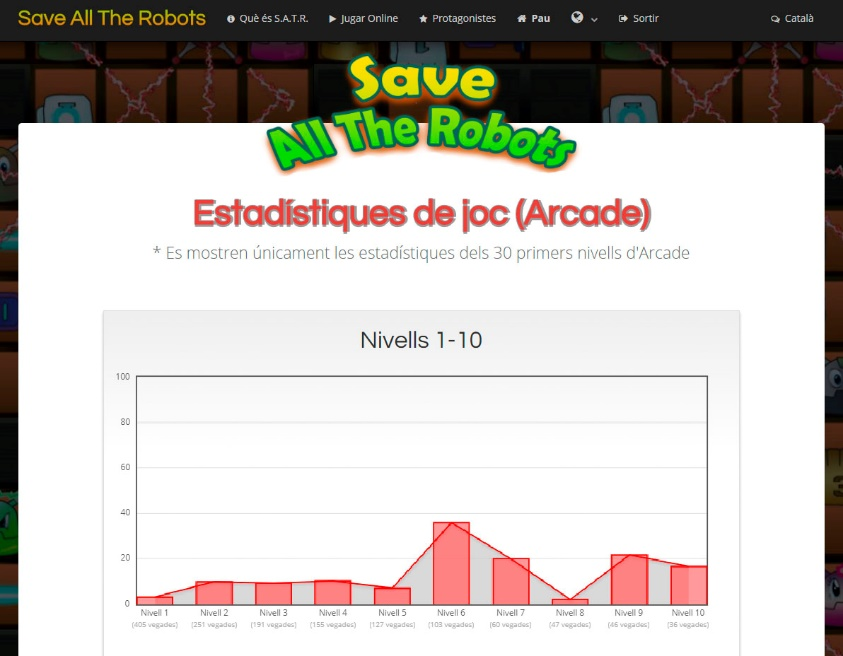 Save All The Robots
Què és S.A.T.R.
Jugar Online
Protagonistes
Pau
Sortir
Català
Save
All The Robots
Estadístiques de joc (Arcade)
* Es mostren únicament les estadístiques dels 30 primers nivells d'Arcade
Nivells 1-10
100
80
60
40
20
0
Nivell 1 Nivell 2 Nivell 3 Nivell 4 Nivell 5 Nivell 6 Nivell 7 Nivell 8 Nivell 9 Nivell 10
(405 vegades) (251 vegades) (191 vegades) (155 vegades) (127 vegades) (103 vegades) (60 vegades) (47 vegades) (46 vegades) (36 vegades)